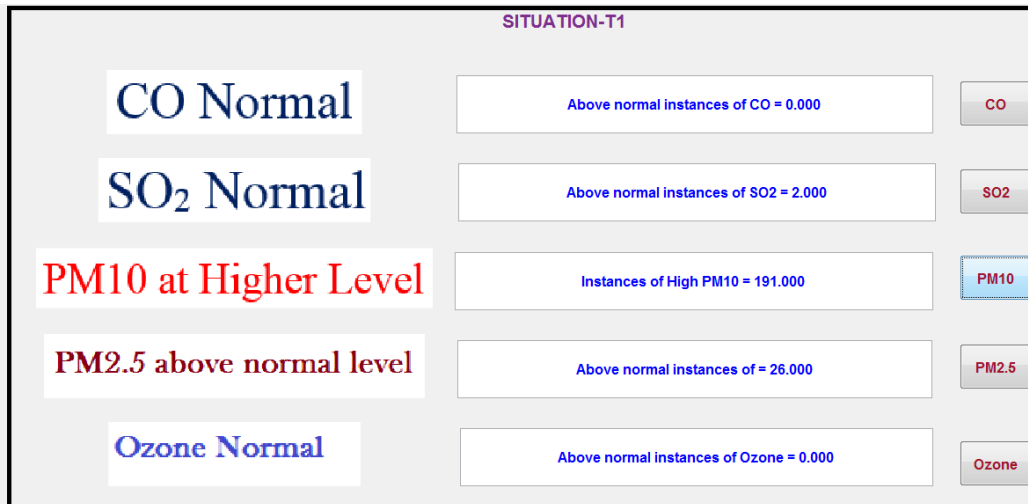 SITUATION-T1
CO Normal
Above normal instances of CO = 0.000
CO
SO₂ Normal
Above normal instances of SO2 = 2.000
SO2
PM10 at Higher Level
Instances of High PM10 = 191.000
PM10
PM2.5 above normal level
Above normal instances of = 26.000
PM2.5
Ozone Normal
Above normal instances of Ozone = 0.000
Ozone